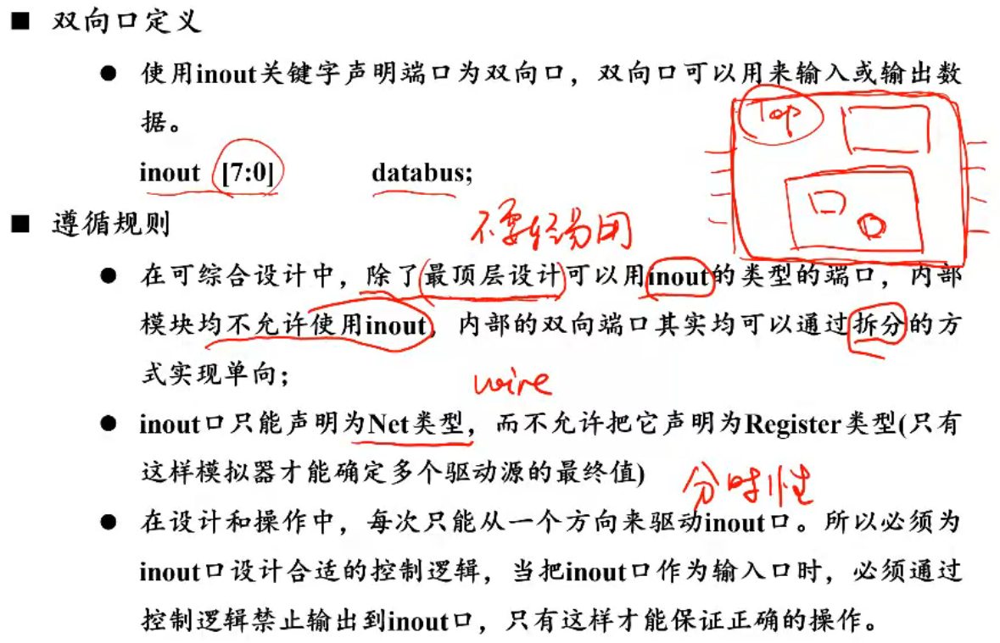 ■ 双向口定义
● 使用inout关键字声明端口为双向口，双向口可以用来输入或输出数
据。
Top
inout [7:0] databus;
■ 遵循规则
不要轻易用
● 在可综合设计中，除了最顶层设计可以用inout的类型的端口，内部
模块均不允许使用inout，内部的双向端口其实均可以通过拆分的方
式实现单向；
wire
● inout口只能声明为Net类型，而不允许把它声明为Register类型(只有
这样模拟器才能确定多个驱动源的最终值)
分时性
● 在设计和操作中，每次只能从一个方向来驱动inout口。所以必须为
inout口设计合适的控制逻辑，当把inout口作为输入口时，必须通过
控制逻辑禁止输出到inout口，只有这样才能保证正确的操作。